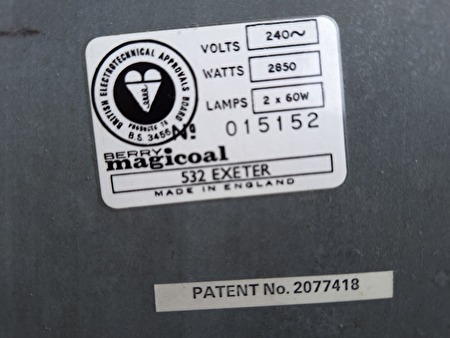 BRITISH ELECTROTECHNICAL APPROVALS BOARD
PRODUCED TO
B.S. 3456
VOLTS 240~
WATTS 2850
LAMPS 2 x 60W
No 015152
BERRY
magicoal
532 EXETER
MADE IN ENGLAND
PATENT No. 2077418